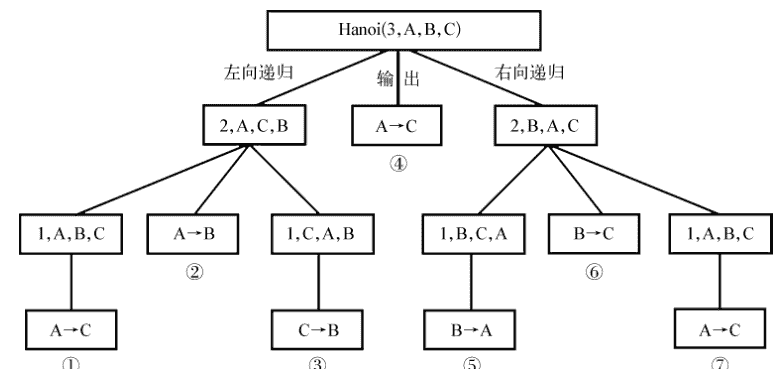 Hanoi(3,A,B,C)
左向递归
输出
右向递归
2,A,C,B
A→C
2,B,A,C
④
1,A,B,C
A→B
1,C,A,B
1,B,C,A
B→C
1,A,B,C
②
⑥
A→C
C→B
B→A
A→C
①
③
⑤
⑦